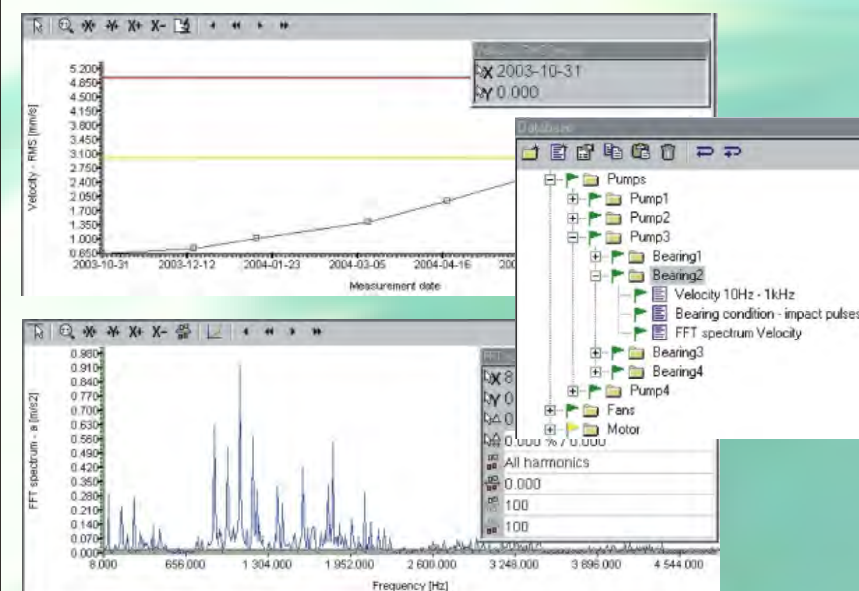 X+ X-
5.200
4.850
4.500
4.150
3.800
3.450
3.100
2.750
2.400
2.050
1.700
1.350
1.000
0.650
Velocity - RMS [mm/s]
2003-10-31 2003-12-12 2004-01-23 2004-03-05 2004-04-16 200
Measurement date
X 2003-10-31
Y 0.000
Database
Pumps
Pump1
Pump2
Pump3
Bearing1
Bearing2
Velocity 10Hz - 1kHz
Bearing condition - impact pulses
FFT spectrum Velocity
Bearing3
Bearing4
Pump4
Fans
Motor
X+ X-
0.980
0.910
0.840
0.770
0.700
0.630
0.560
0.490
0.420
0.350
0.280
0.210
0.140
0.070
0.000
FFT spectrum - a [m/s2]
8.000 656.000 1 304.000 1 952.000 2 600.000 3 248.000 3 896.000 4 544.000
Frequency [Hz]
X 8
Y 0
0
0.000 % / 0.000
All harmonics
0.000
100
100